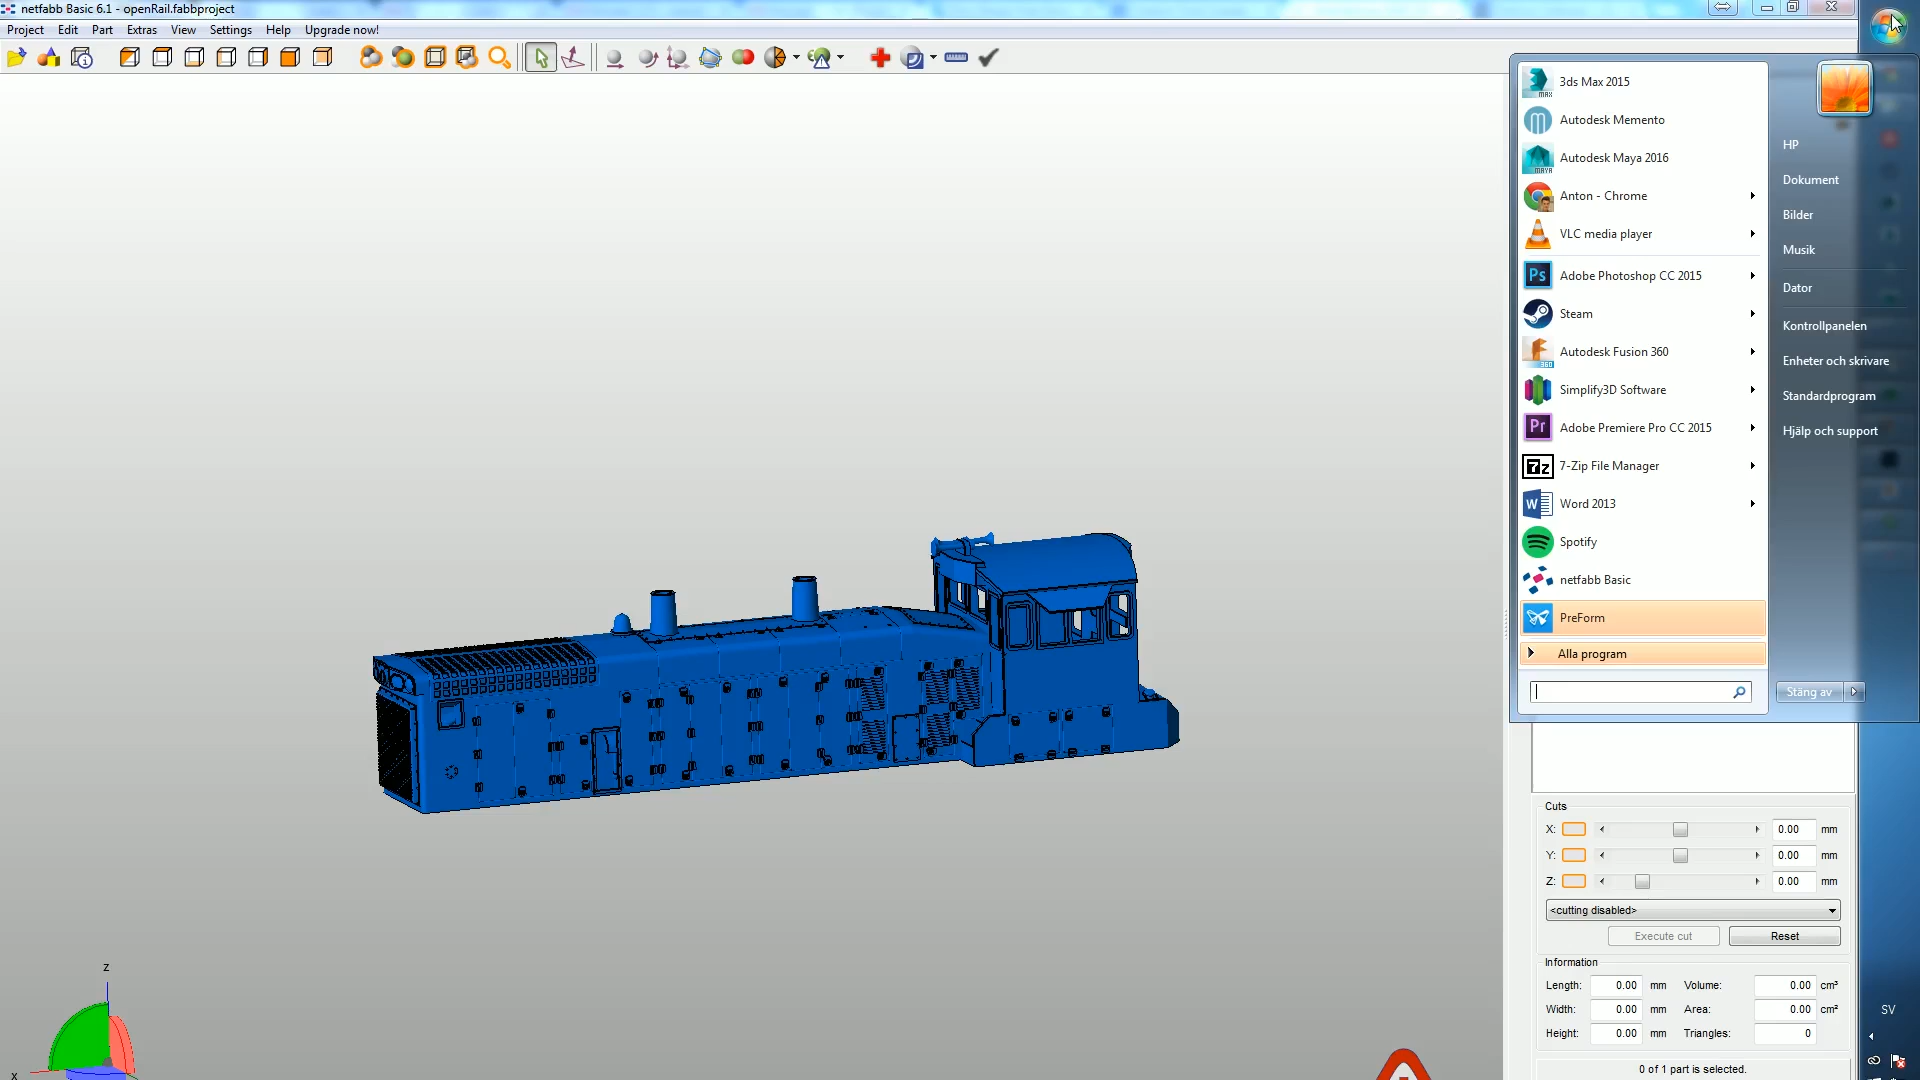 netfabb Basic 6.1 - openRail.fabbproject
Project Edit Part Extras View Settings Help Upgrade now!
3ds Max 2015
Autodesk Memento
Autodesk Maya 2016
Anton - Chrome
VLC media player
Adobe Photoshop CC 2015
Steam
Autodesk Fusion 360
Simplify3D Software
Adobe Premiere Pro CC 2015
7-Zip File Manager
Word 2013
Spotify
netfabb Basic
PreForm
Alla program
HP
Dokument
Bilder
Musik
Dator
Kontrollpanelen
Enheter och skrivare
Standardprogram
Hjälp och support
Stäng av
Cuts
X: 0.00 mm
Y: 0.00 mm
Z: 0.00 mm
<cutting disabled>
Execute cut Reset
Information
Length: 0.00 mm Volume: 0.00 cm³
Width: 0.00 mm Area: 0.00 cm²
Height: 0.00 mm Triangles: 0
0 of 1 part is selected.
SV
z
x